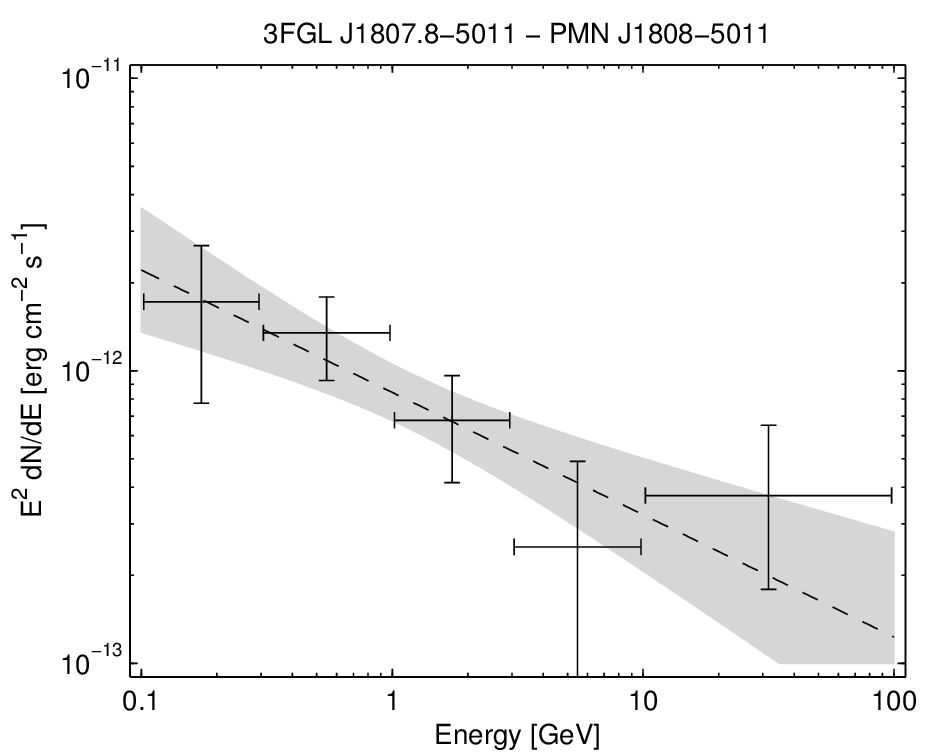 3FGL J1807.8−5011 − PMN J1808−5011
10⁻¹¹
10⁻¹²
10⁻¹³
E² dN/dE [erg cm⁻² s⁻¹]
0.1 1 10 100
Energy [GeV]